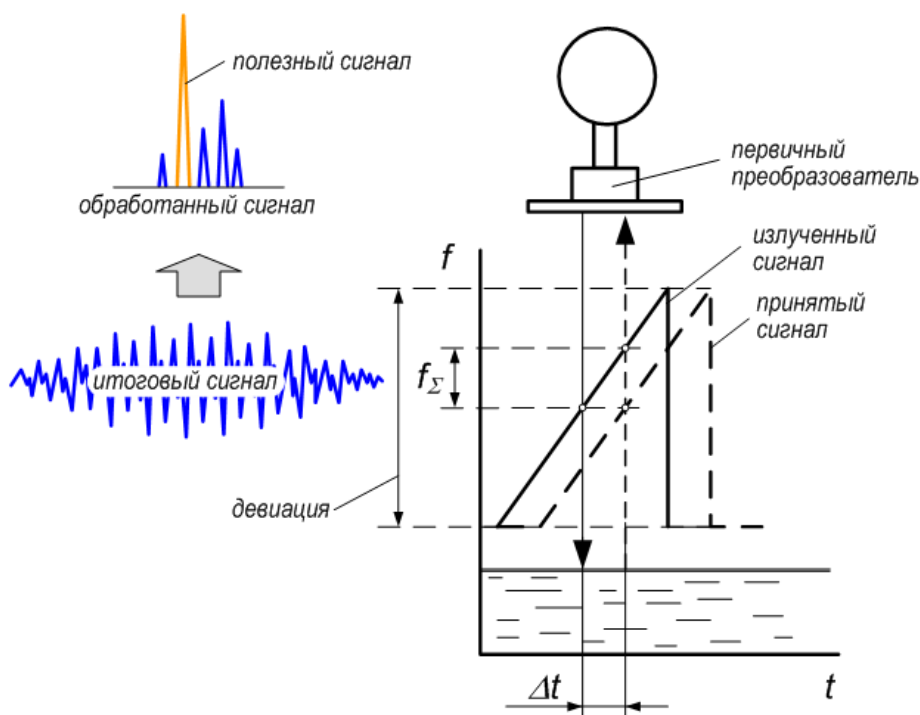 полезный сигнал
обработанный сигнал
итоговый сигнал
девиация
первичный
преобразователь
излученный
сигнал
принятый
сигнал
f
fΣ
Δt
t